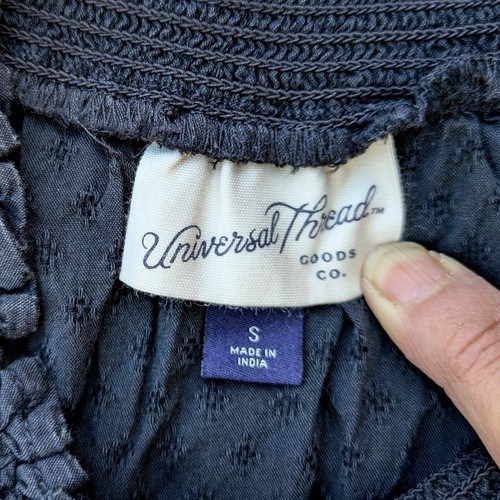 Universal Thread™
GOODS
CO.
S
MADE IN
INDIA